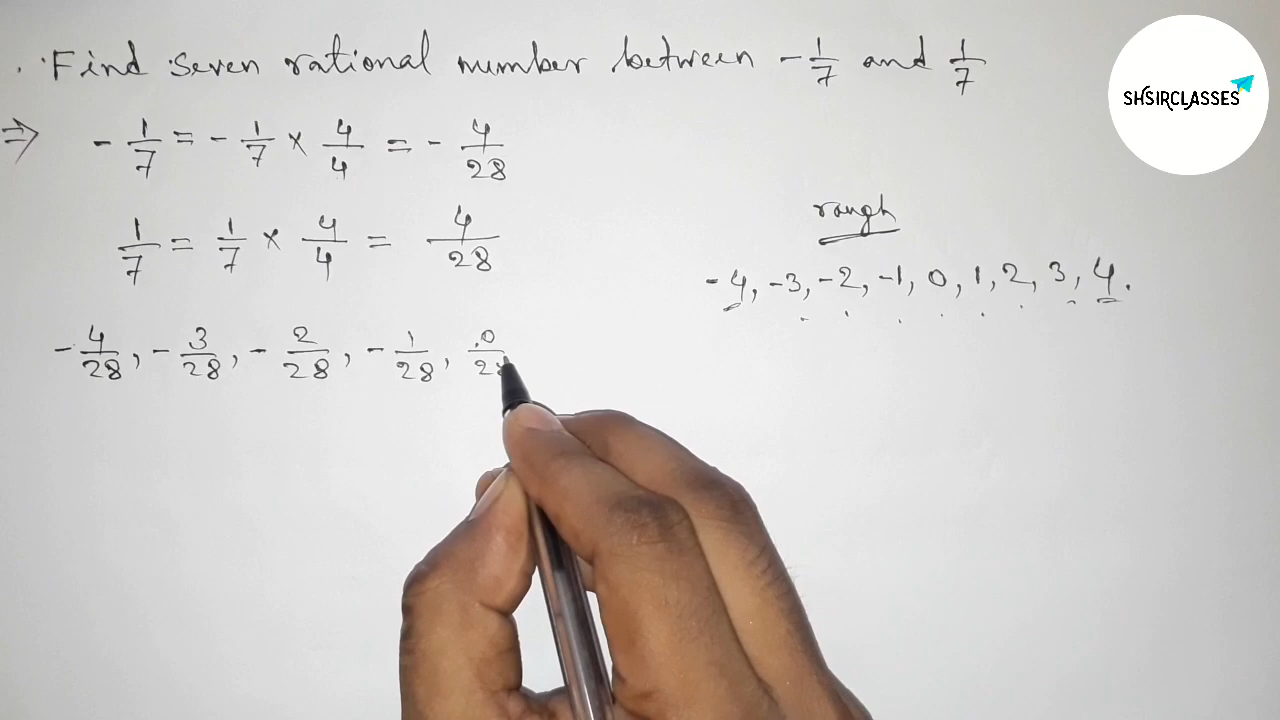 Find seven rational number between -1/7 and 1/7
SHSIRCLASSES
⇒ -1/7 = -1/7 × 4/4 = -4/28
rough
1/7 = 1/7 × 4/4 = 4/28
-4, -3, -2, -1, 0, 1, 2, 3, 4.
-4/28, -3/28, -2/28, -1/28, 0/28